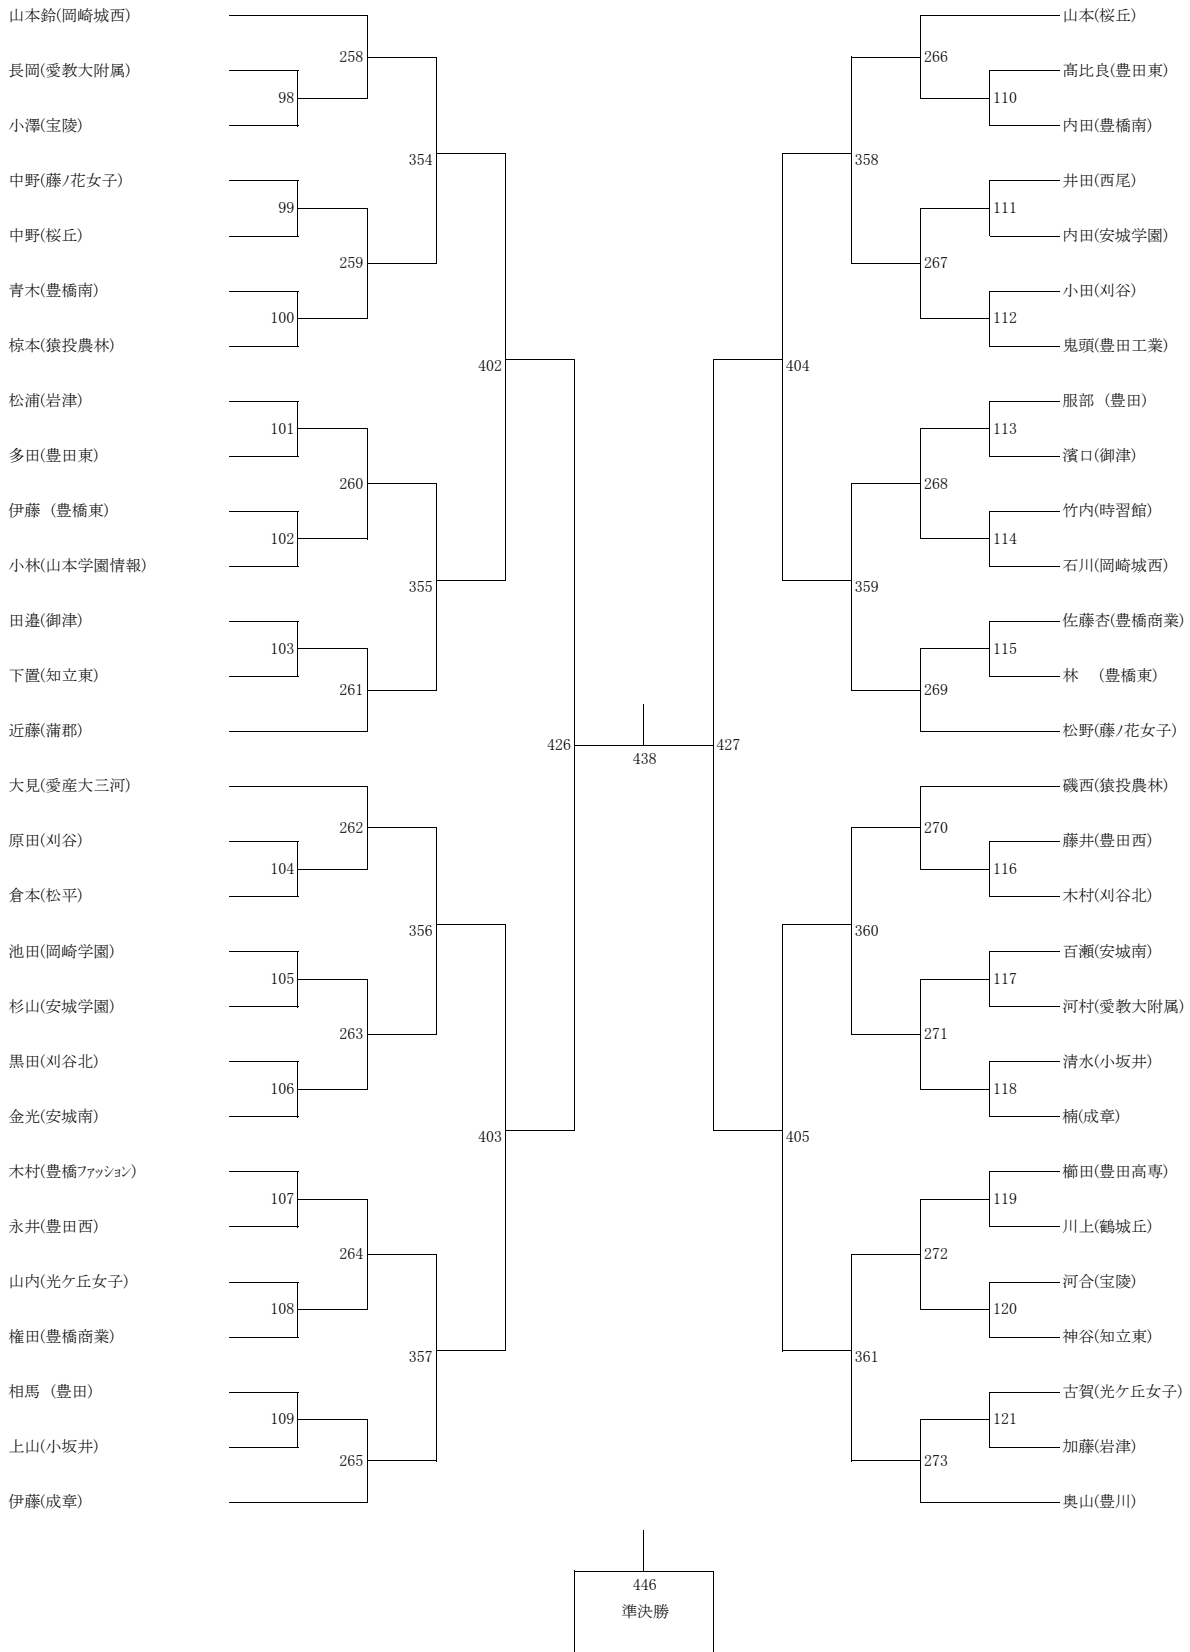 山本鈴(岡崎城西)
258
長岡(愛教大附属)
98
小澤(宝陵)
354
中野(藤ノ花女子)
99
中野(桜丘)
259
青木(豊橋南)
100
椋本(猿投農林)
402
松浦(岩津)
101
多田(豊田東)
260
伊藤 (豊橋東)
102
小林(山本学園情報)
355
田邉(御津)
103
下置(知立東)
261
近藤(蒲郡)
426
大見(愛産大三河)
262
原田(刈谷)
104
倉本(松平)
356
池田(岡崎学園)
105
杉山(安城学園)
263
黒田(刈谷北)
106
金光(安城南)
403
木村(豊橋ファッション)
107
永井(豊田西)
264
山内(光ケ丘女子)
108
権田(豊橋商業)
357
相馬 (豊田)
109
上山(小坂井)
265
伊藤(成章)
438
山本(桜丘)
266
髙比良(豊田東)
110
内田(豊橋南)
358
井田(西尾)
111
内田(安城学園)
267
小田(刈谷)
112
鬼頭(豊田工業)
404
服部 (豊田)
113
濱口(御津)
268
竹内(時習館)
114
石川(岡崎城西)
359
佐藤杏(豊橋商業)
115
林 (豊橋東)
269
松野(藤ノ花女子)
427
磯西(猿投農林)
270
藤井(豊田西)
116
木村(刈谷北)
360
百瀬(安城南)
117
河村(愛教大附属)
271
清水(小坂井)
118
楠(成章)
405
櫛田(豊田高専)
119
川上(鶴城丘)
272
河合(宝陵)
120
神谷(知立東)
361
古賀(光ケ丘女子)
121
加藤(岩津)
273
奥山(豊川)
446
準決勝